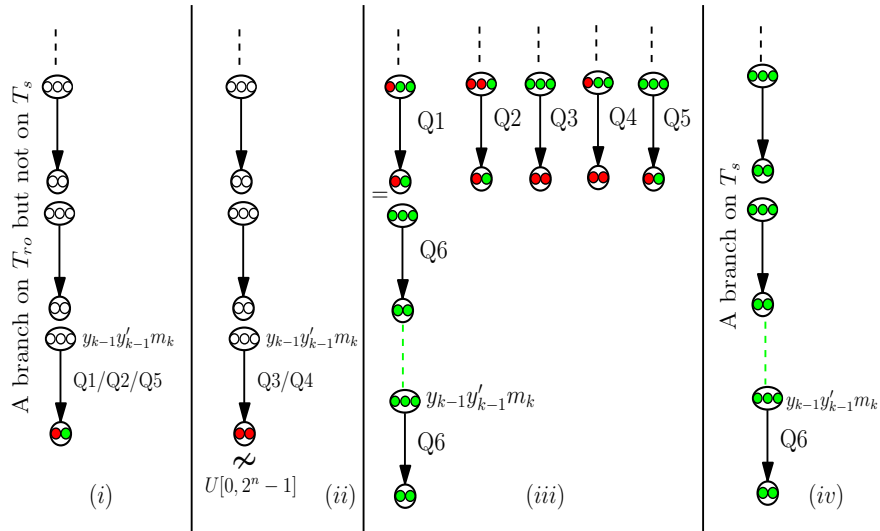 A branch on $T_{ro}$ but not on $T_s$
$y_{k-1}y'_{k-1}m_k$
Q1/Q2/Q5
$(i)$
$y_{k-1}y'_{k-1}m_k$
Q3/Q4
$U[0, 2^n - 1]$
$(ii)$
Q1
Q2
Q3
Q4
Q5
=
Q6
$y_{k-1}y'_{k-1}m_k$
Q6
$(iii)$
A branch on $T_s$
$y_{k-1}y'_{k-1}m_k$
Q6
$(iv)$